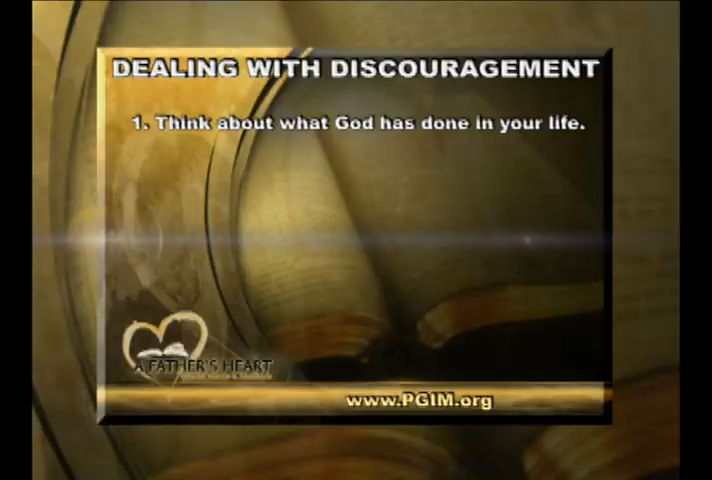 DEALING WITH DISCOURAGEMENT
1. Think about what God has done in your life.
A FATHER'S HEART
www.PGIM.org